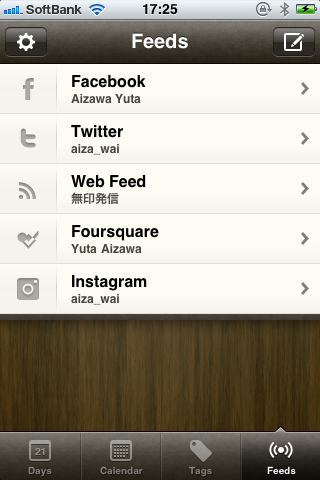 SoftBank 17:25
Feeds
Facebook
Aizawa Yuta
Twitter
aiza_wai
Web Feed
無印発信
Foursquare
Yuta Aizawa
Instagram
aiza_wai
21
Days Calendar Tags Feeds